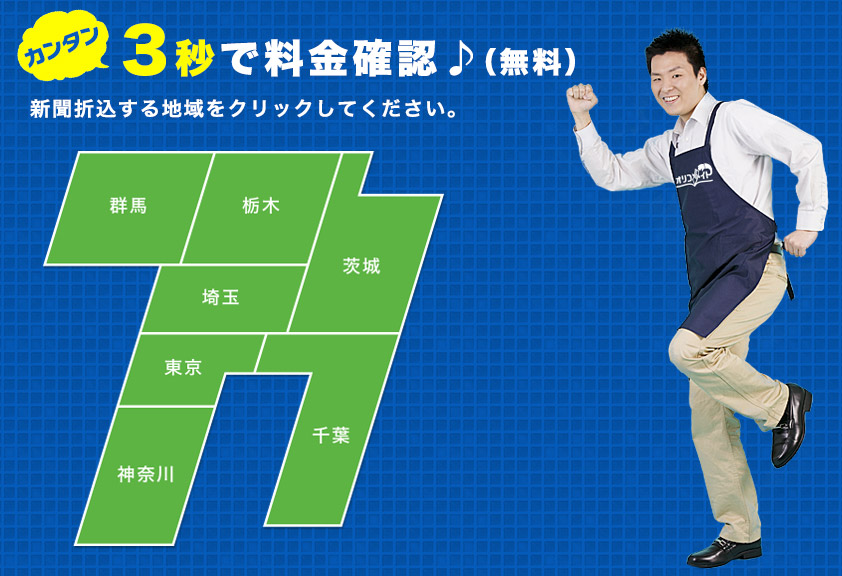 カンタン
3秒で料金確認♪(無料)
新聞折込する地域をクリックしてください。
群馬
栃木
茨城
埼玉
東京
千葉
神奈川